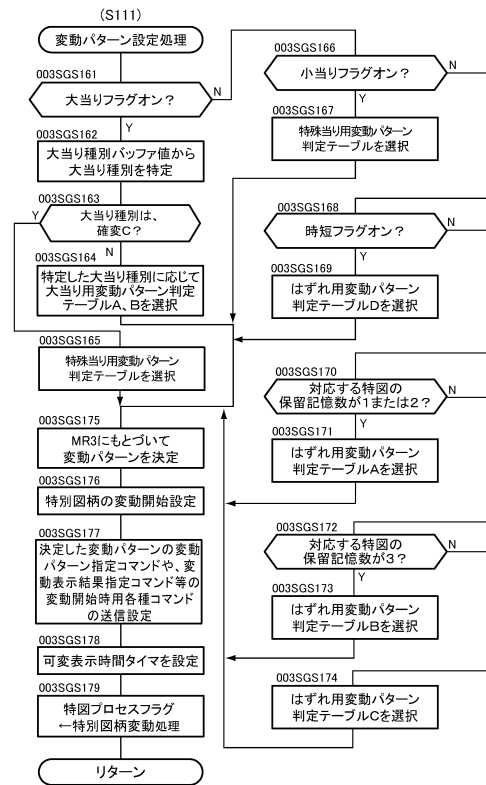 (S111)
変動パターン設定処理
003SGS161
大当りフラグオン？
N
Y
003SGS162
大当り種別バッファ値から
大当り種別を特定
003SGS163
Y
大当り種別は、
確変C？
N
003SGS164
特定した大当り種別に応じて
大当り用変動パターン判定
テーブルA、Bを選択
003SGS165
特殊当り用変動パターン
判定テーブルを選択
003SGS175
MR3にもとづいて
変動パターンを決定
003SGS176
特別図柄の変動開始設定
003SGS177
決定した変動パターンの変動
パターン指定コマンドや、変動
表示結果指定コマンド等の
変動開始時用各種コマンド
の送信設定
003SGS178
可変表示時間タイマを設定
003SGS179
特図プロセスフラグ
←特別図柄変動処理
リターン
003SGS166
小当りフラグオン？
N
Y
003SGS167
特殊当り用変動パターン
判定テーブルを選択
003SGS168
時短フラグオン？
N
Y
003SGS169
はずれ用変動パターン
判定テーブルDを選択
003SGS170
対応する特図の
保留記憶数が1または2？
N
Y
003SGS171
はずれ用変動パターン
判定テーブルAを選択
003SGS172
対応する特図の
保留記憶数が3？
N
Y
003SGS173
はずれ用変動パターン
判定テーブルBを選択
003SGS174
はずれ用変動パターン
判定テーブルCを選択